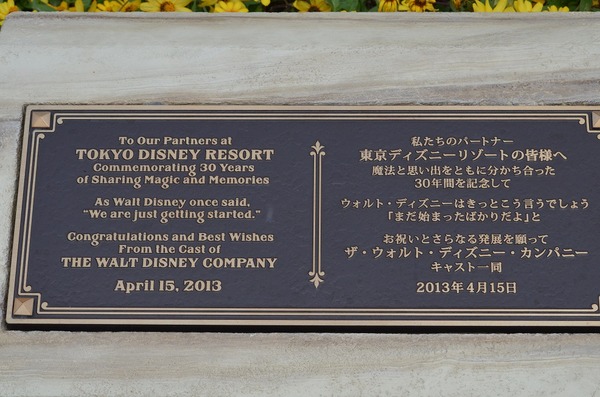 To Our Partners at
TOKYO DISNEY RESORT
Commemorating 30 Years
of Sharing Magic and Memories
As Walt Disney once said,
“We are just getting started.”
Congratulations and Best Wishes
From the Cast of
THE WALT DISNEY COMPANY
April 15, 2013
私たちのパートナー
東京ディズニーリゾートの皆様へ
魔法と思い出をともに分かち合った
30年間を記念して
ウォルト・ディズニーはきっとこう言うでしょう
「まだ始まったばかりだよ」と
お祝いとさらなる発展を願って
ザ・ウォルト・ディズニー・カンパニー
キャスト一同
2013年4月15日